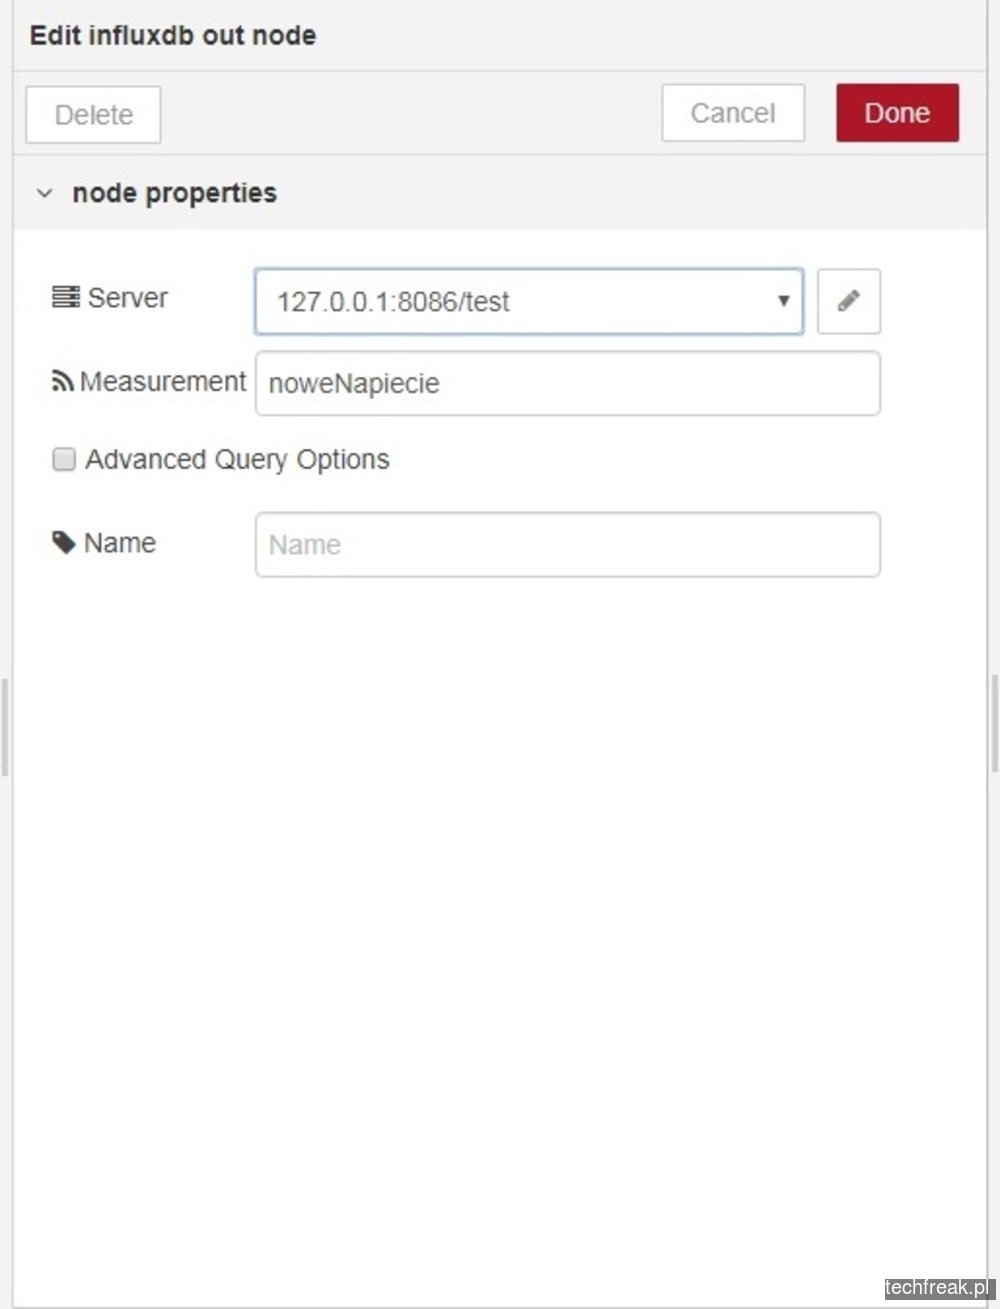 Edit influxdb out node
Delete
Cancel
Done
node properties
Server
127.0.0.1:8086/test
Measurement
noweNapiecie
Advanced Query Options
Name
Name
techfreak.pl